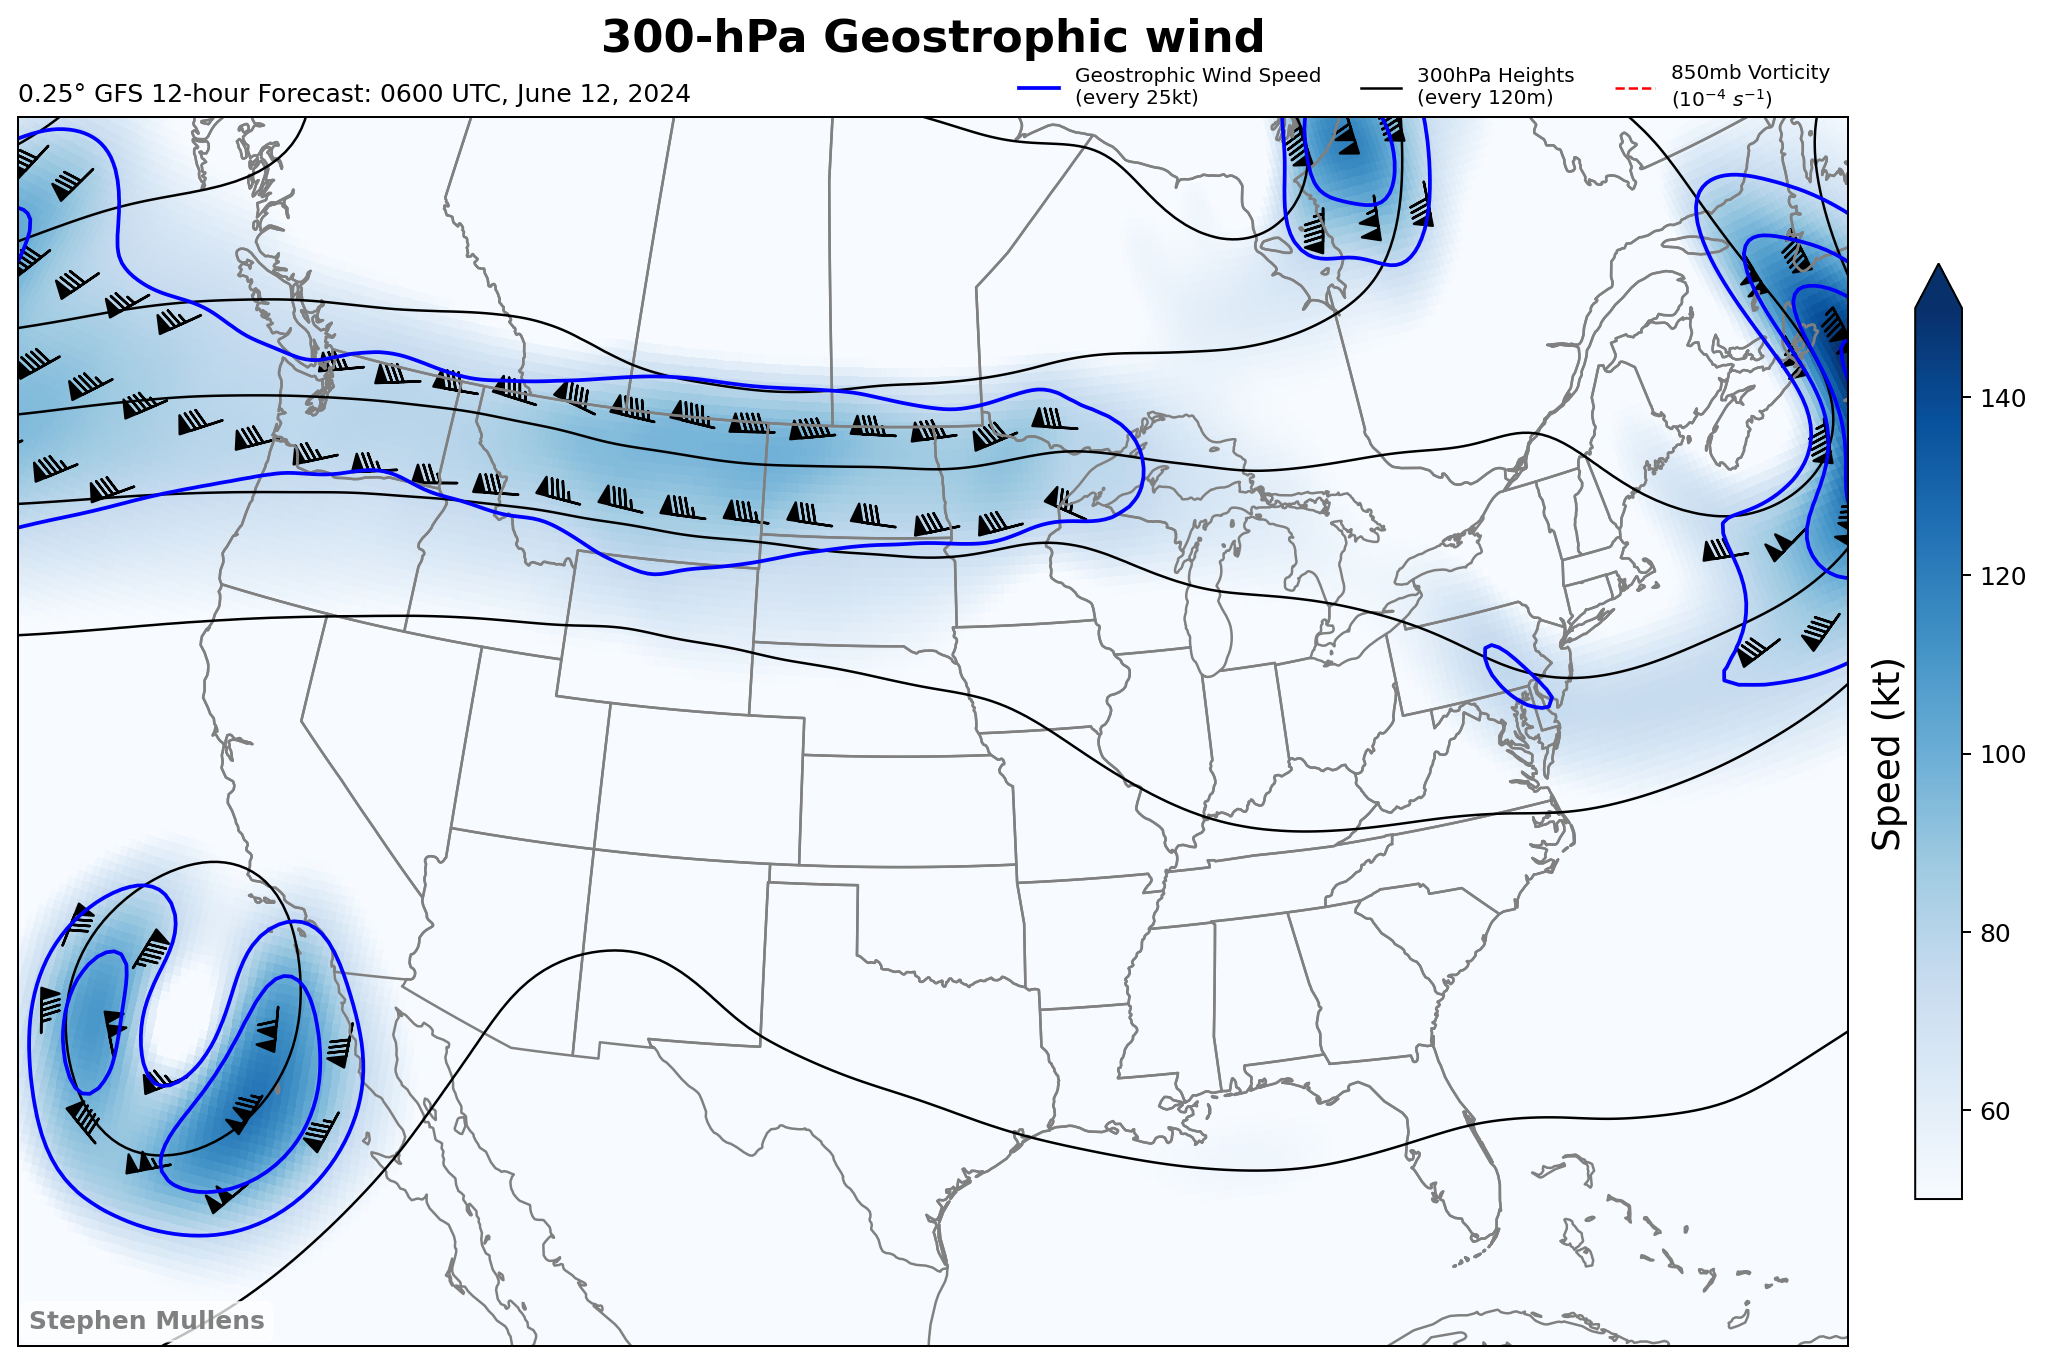 300-hPa Geostrophic wind
0.25° GFS 12-hour Forecast: 0600 UTC, June 12, 2024
Geostrophic Wind Speed
(every 25kt)
300hPa Heights
(every 120m)
850mb Vorticity
(10⁻⁴ s⁻¹)
140
120
100
80
60
Speed (kt)
Stephen Mullens